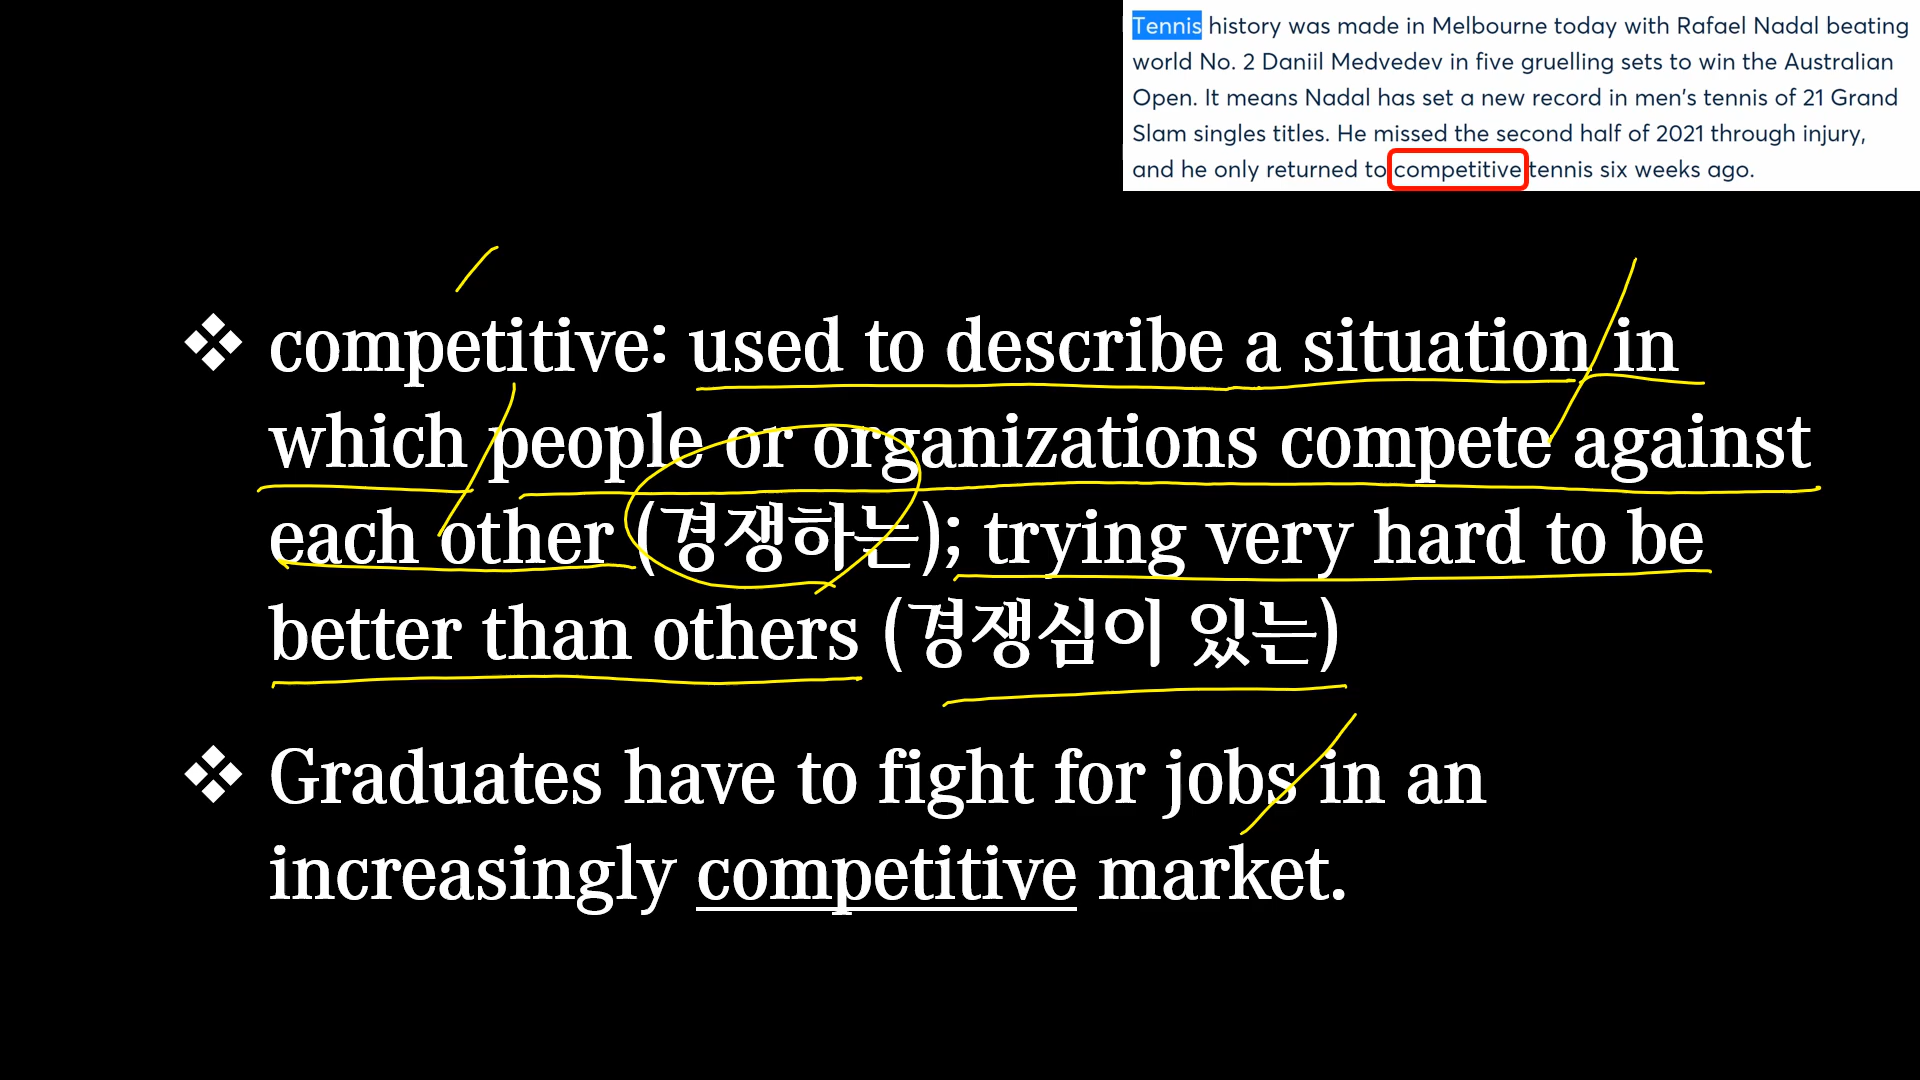 Tennis history was made in Melbourne today with Rafael Nadal beating
world No. 2 Daniil Medvedev in five gruelling sets to win the Australian
Open. It means Nadal has set a new record in men's tennis of 21 Grand
Slam singles titles. He missed the second half of 2021 through injury,
and he only returned to competitive tennis six weeks ago.
❖ competitive: used to describe a situation in
which people or organizations compete against
each other (경쟁하는); trying very hard to be
better than others (경쟁심이 있는)
❖ Graduates have to fight for jobs in an
increasingly competitive market.